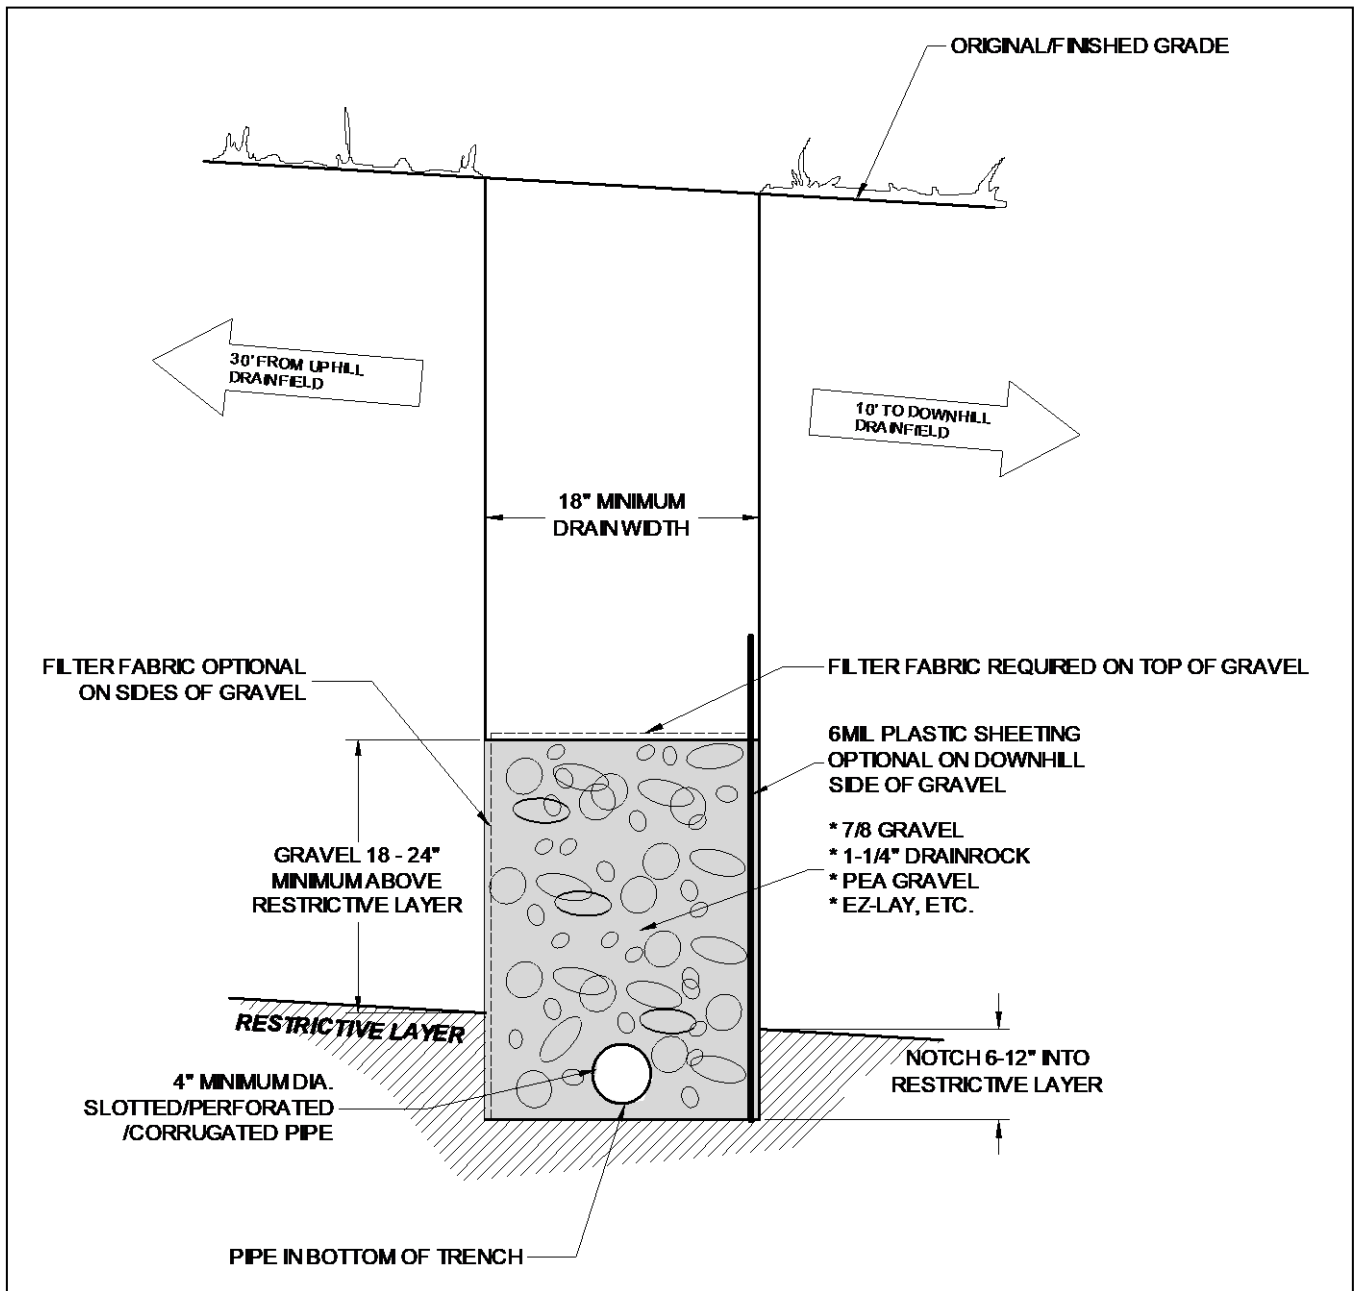 ORIGINAL/FINISHED GRADE
30' FROM UPHILL
DRAINFIELD
10' TO DOWNHILL
DRAINFIELD
18" MINIMUM
DRAIN WIDTH
FILTER FABRIC OPTIONAL
ON SIDES OF GRAVEL
FILTER FABRIC REQUIRED ON TOP OF GRAVEL
6MIL PLASTIC SHEETING
OPTIONAL ON DOWNHILL
SIDE OF GRAVEL
* 7/8 GRAVEL
* 1-1/4" DRAINROCK
* PEA GRAVEL
* EZ-LAY, ETC.
GRAVEL 18 - 24"
MINIMUM ABOVE
RESTRICTIVE LAYER
RESTRICTIVE LAYER
NOTCH 6-12" INTO
RESTRICTIVE LAYER
4" MINIMUM DIA.
SLOTTED/PERFORATED
/CORRUGATED PIPE
PIPE IN BOTTOM OF TRENCH